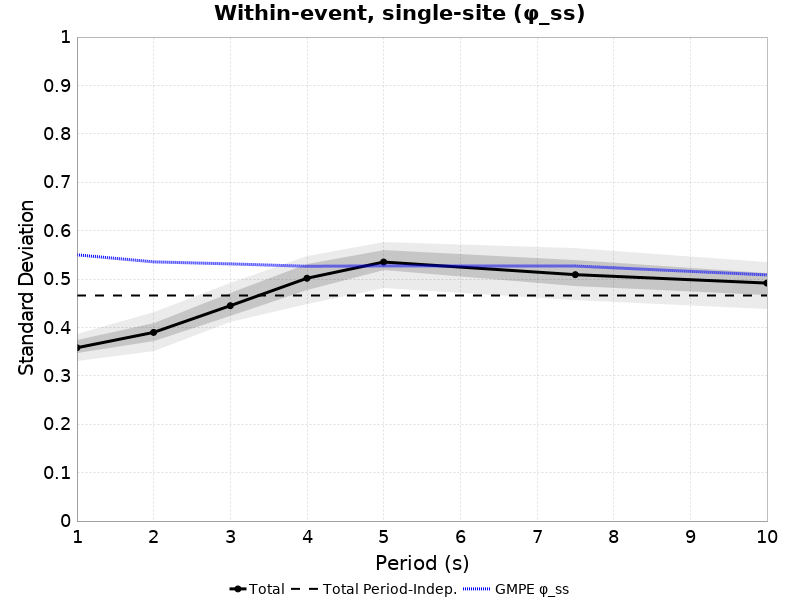 Within-event, single-site (φ_ss)
1
0.9
0.8
0.7
0.6
0.5
0.4
0.3
0.2
0.1
0
Standard Deviation
1 2 3 4 5 6 7 8 9 10
Period (s)
Total Total Period-Indep. GMPE φ_ss